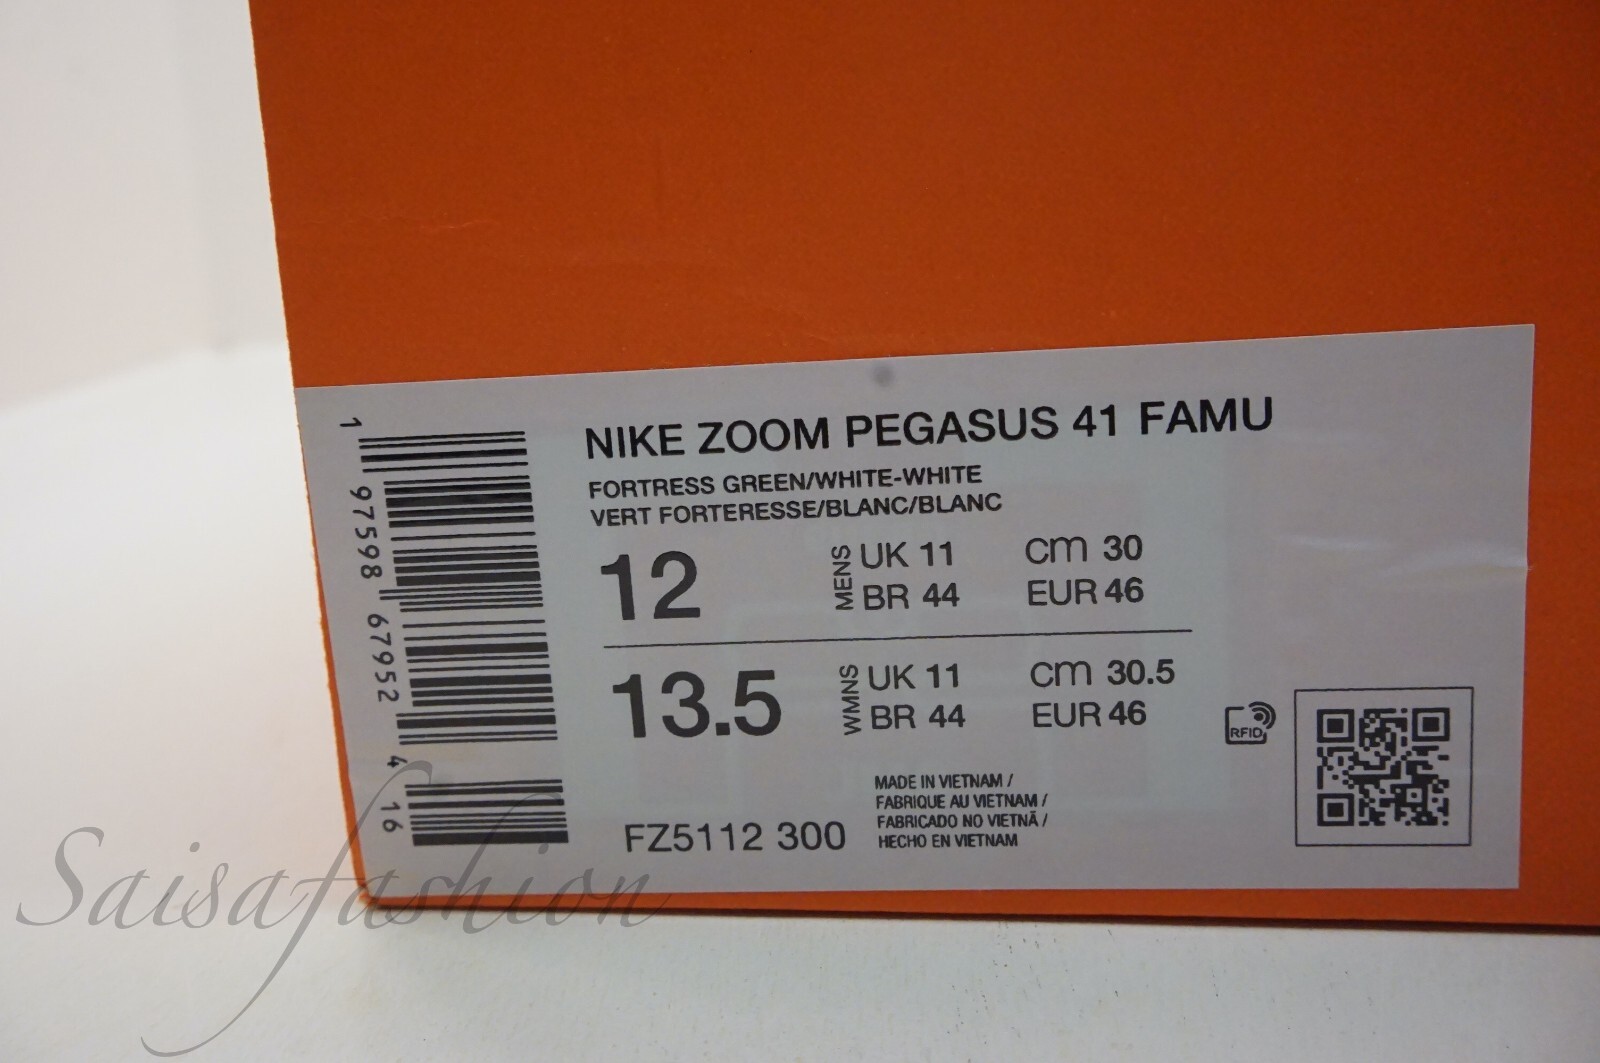 NIKE ZOOM PEGASUS 41 FAMU
FORTRESS GREEN/WHITE-WHITE
VERT FORTERESSE/BLANC/BLANC
12
MENS
UK 11
cm 30
BR 44
EUR 46
13.5
WMNS
UK 11
cm 30.5
BR 44
EUR 46
RFID
MADE IN VIETNAM /
FABRIQUE AU VIETNAM /
FABRICADO NO VIETNÃ /
HECHO EN VIETNAM
FZ5112 300
1 97598 67952 4 16
Saisafashion